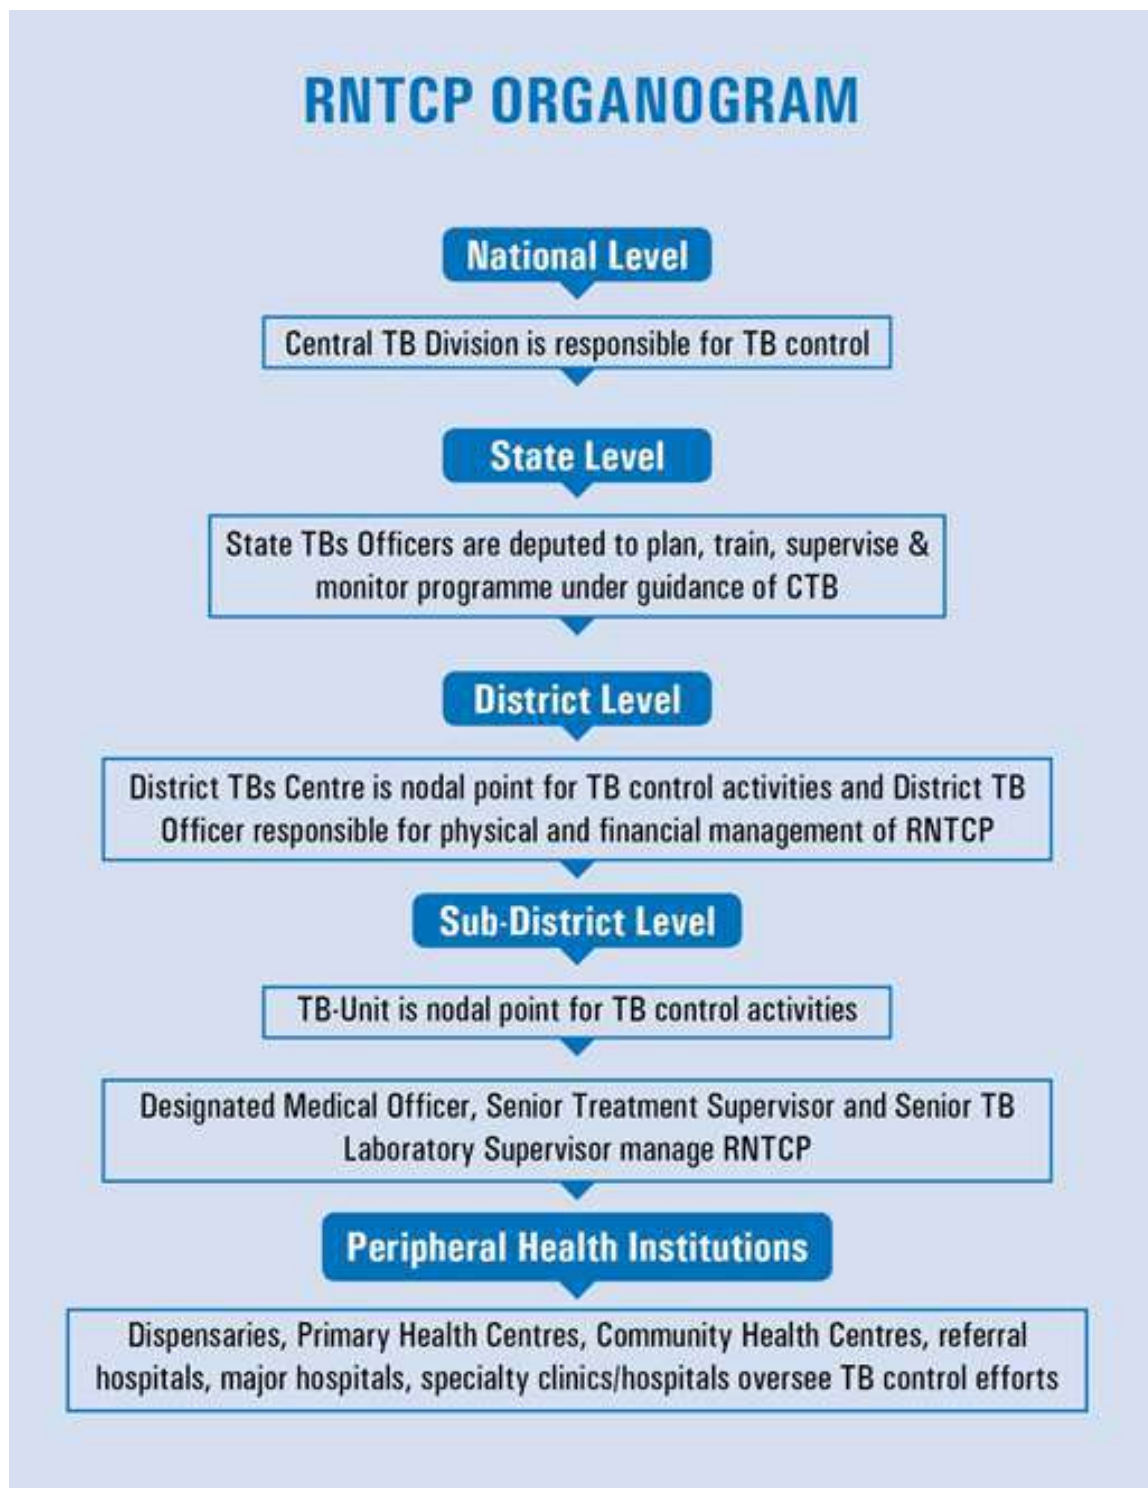 RNTCP ORGANOGRAM
National Level
Central TB Division is responsible for TB control
State Level
State TBs Officers are deputed to plan, train, supervise &
monitor programme under guidance of CTB
District Level
District TBs Centre is nodal point for TB control activities and District TB
Officer responsible for physical and financial management of RNTCP
Sub-District Level
TB-Unit is nodal point for TB control activities
Designated Medical Officer, Senior Treatment Supervisor and Senior TB
Laboratory Supervisor manage RNTCP
Peripheral Health Institutions
Dispensaries, Primary Health Centres, Community Health Centres, referral
hospitals, major hospitals, specialty clinics/hospitals oversee TB control efforts